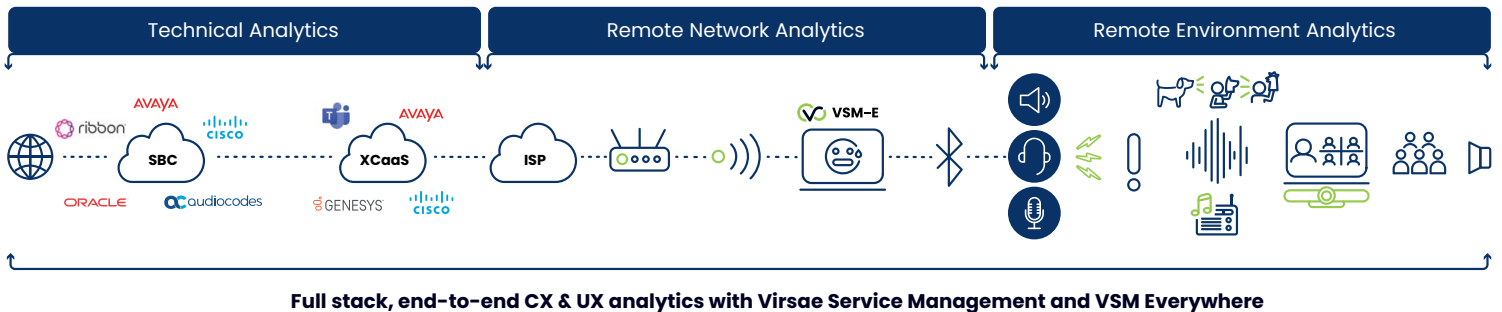 Technical Analytics
Remote Network Analytics
Remote Environment Analytics
AVAYA
ribbon
CISCO
SBC
ORACLE
audiocodes
T
AVAYA
XCaaS
GENESYS
CISCO
ISP
VSM-E
Full stack, end-to-end CX & UX analytics with Virsae Service Management and VSM Everywhere